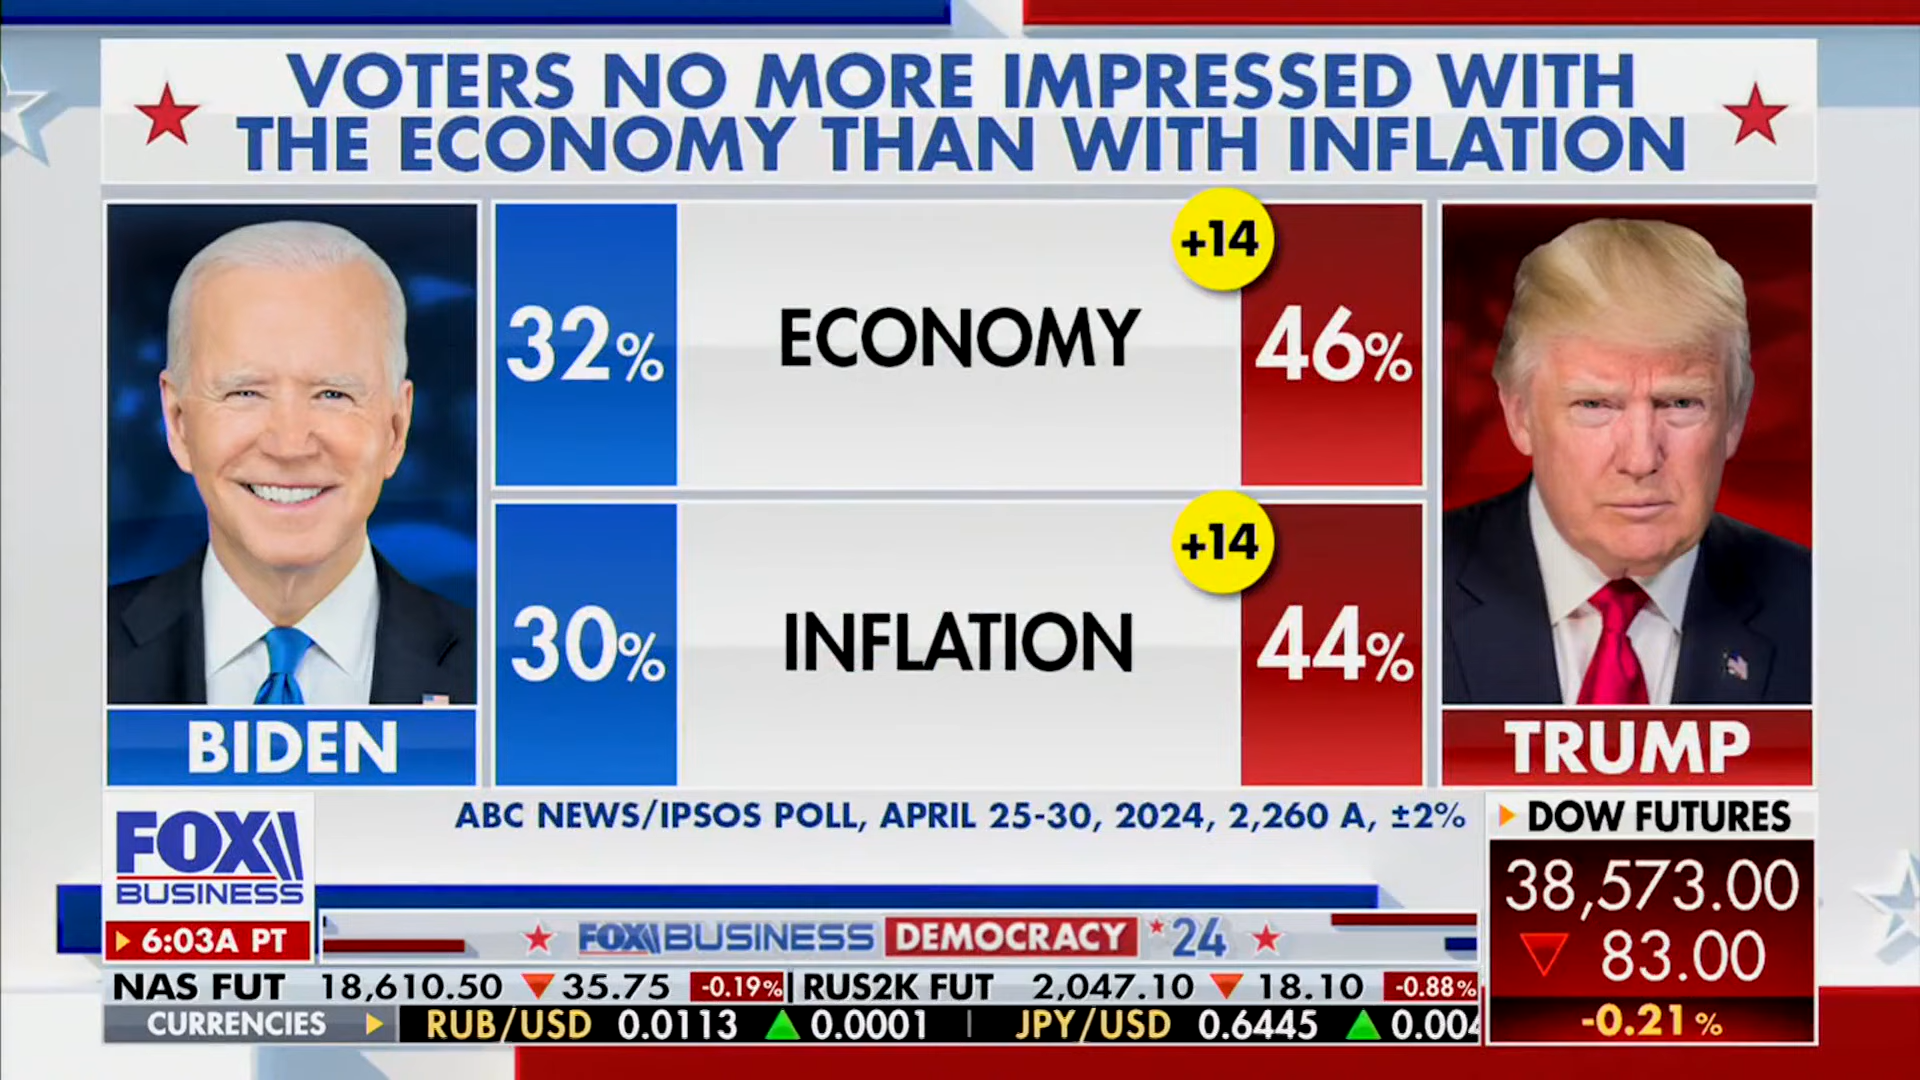 VOTERS NO MORE IMPRESSED WITH
THE ECONOMY THAN WITH INFLATION
+14
32% ECONOMY 46%
+14
30% INFLATION 44%
BIDEN
TRUMP
ABC NEWS/IPSOS POLL, APRIL 25-30, 2024, 2,260 A, ±2%
FOX
BUSINESS
6:03A PT
FOX BUSINESS DEMOCRACY '24
DOW FUTURES
38,573.00
83.00
-0.21%
NAS FUT 18,610.50 35.75 -0.19% RUS2K FUT 2,047.10 18.10 -0.88%
CURRENCIES RUB/USD 0.0113 0.0001 | JPY/USD 0.6445